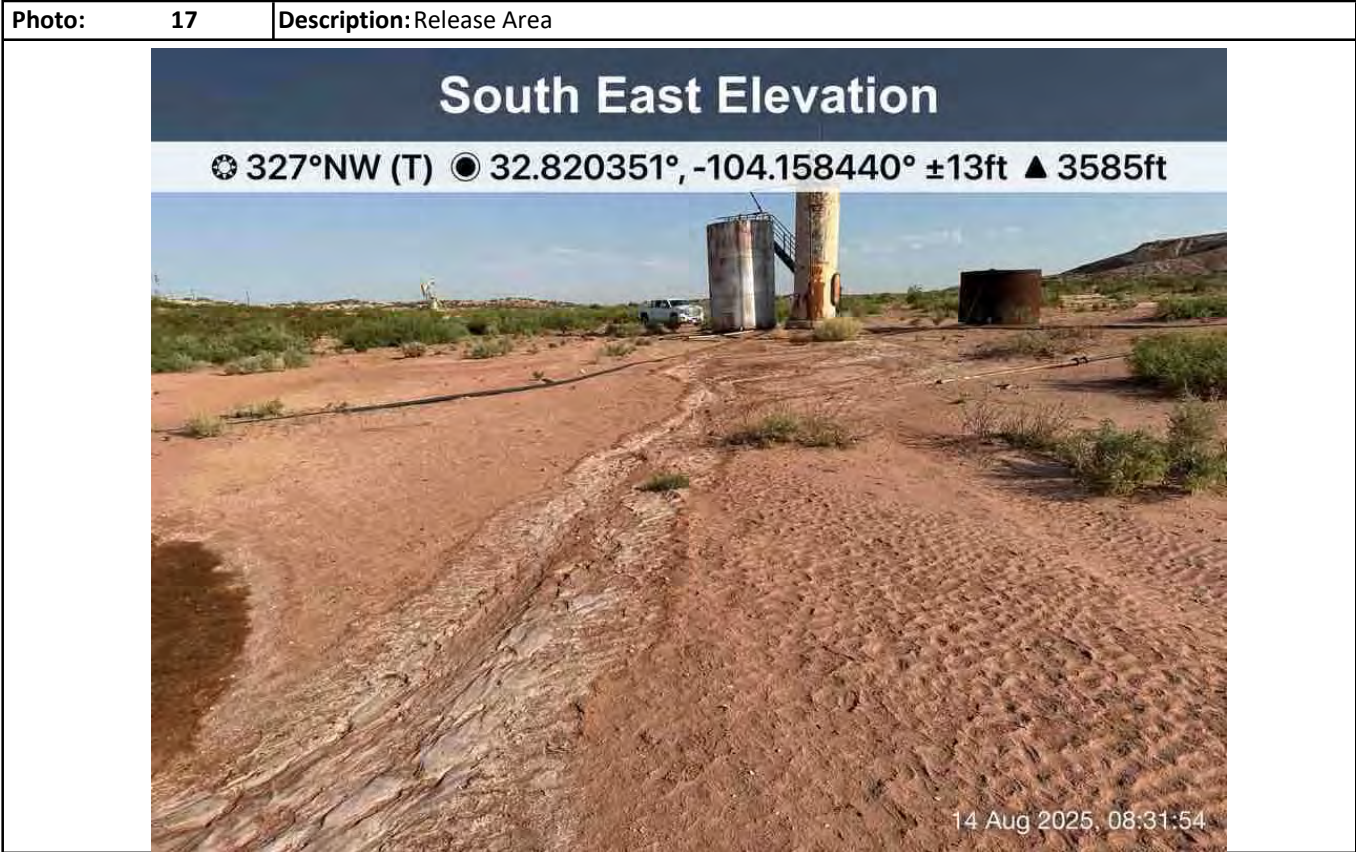 Photo: 17 Description: Release Area
South East Elevation
327°NW (T) 32.820351°, -104.158440° ±13ft ▲ 3585ft
14 Aug 2025, 08:31:54